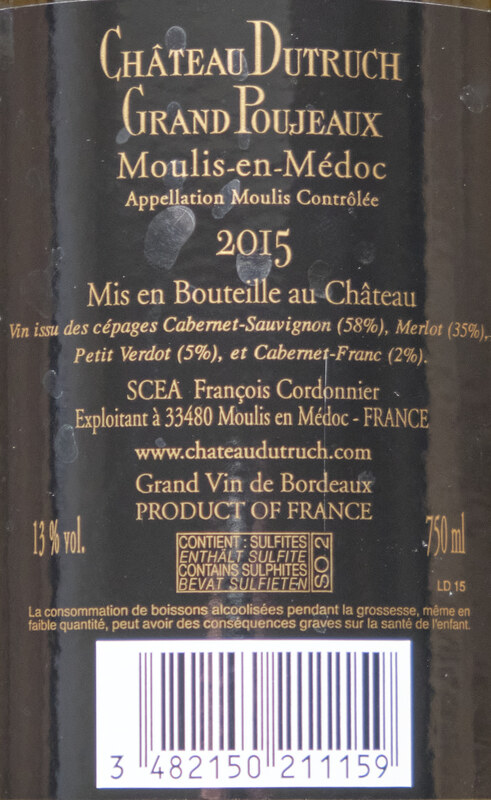 CHÂTEAU DUTRUCH
GRAND POUJEAUX
Moulis-en-Médoc
Appellation Moulis Contrôlée
2015
Mis en Bouteille au Château
Vin issu des cépages Cabernet-Sauvignon (58%), Merlot (35%),
Petit Verdot (5%), et Cabernet-Franc (2%).
SCEA François Cordonnier
Exploitant à 33480 Moulis en Médoc - FRANCE
www.chateaudutruch.com
Grand Vin de Bordeaux
PRODUCT OF FRANCE
13 % vol.
750 ml
CONTIENT : SULFITES
ENTHÄLT SULFITE
CONTAINS SULPHITES
BEVAT SULFIETEN
SO2
LD 15
La consommation de boissons alcoolisées pendant la grossesse, même en
faible quantité, peut avoir des conséquences graves sur la santé de l'enfant.
3 482150 211159